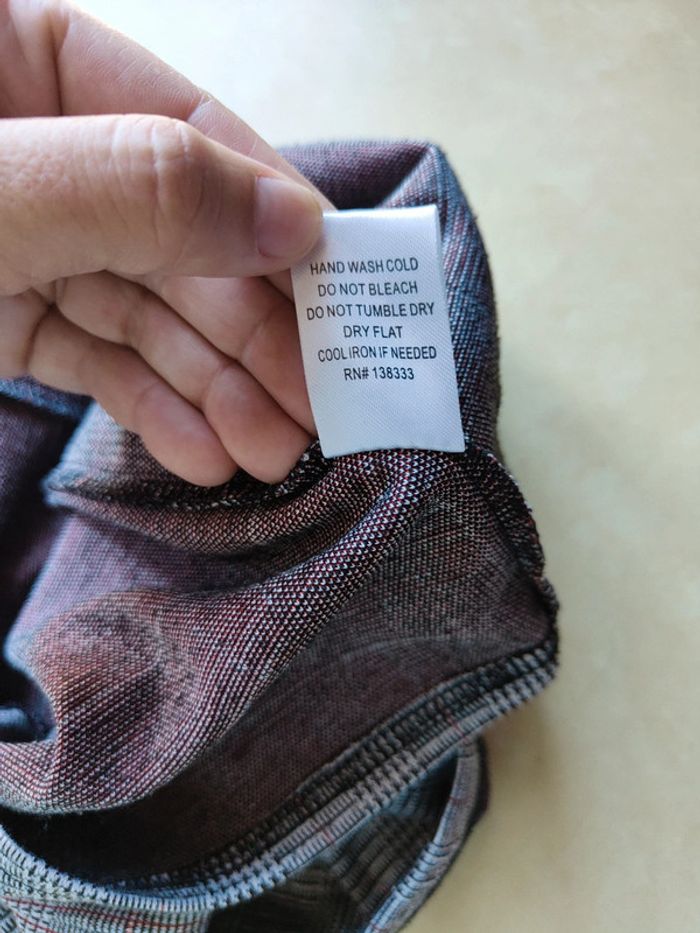 HAND WASH COLD
DO NOT BLEACH
DO NOT TUMBLE DRY
DRY FLAT
COOL IRON IF NEEDED
RN# 138333